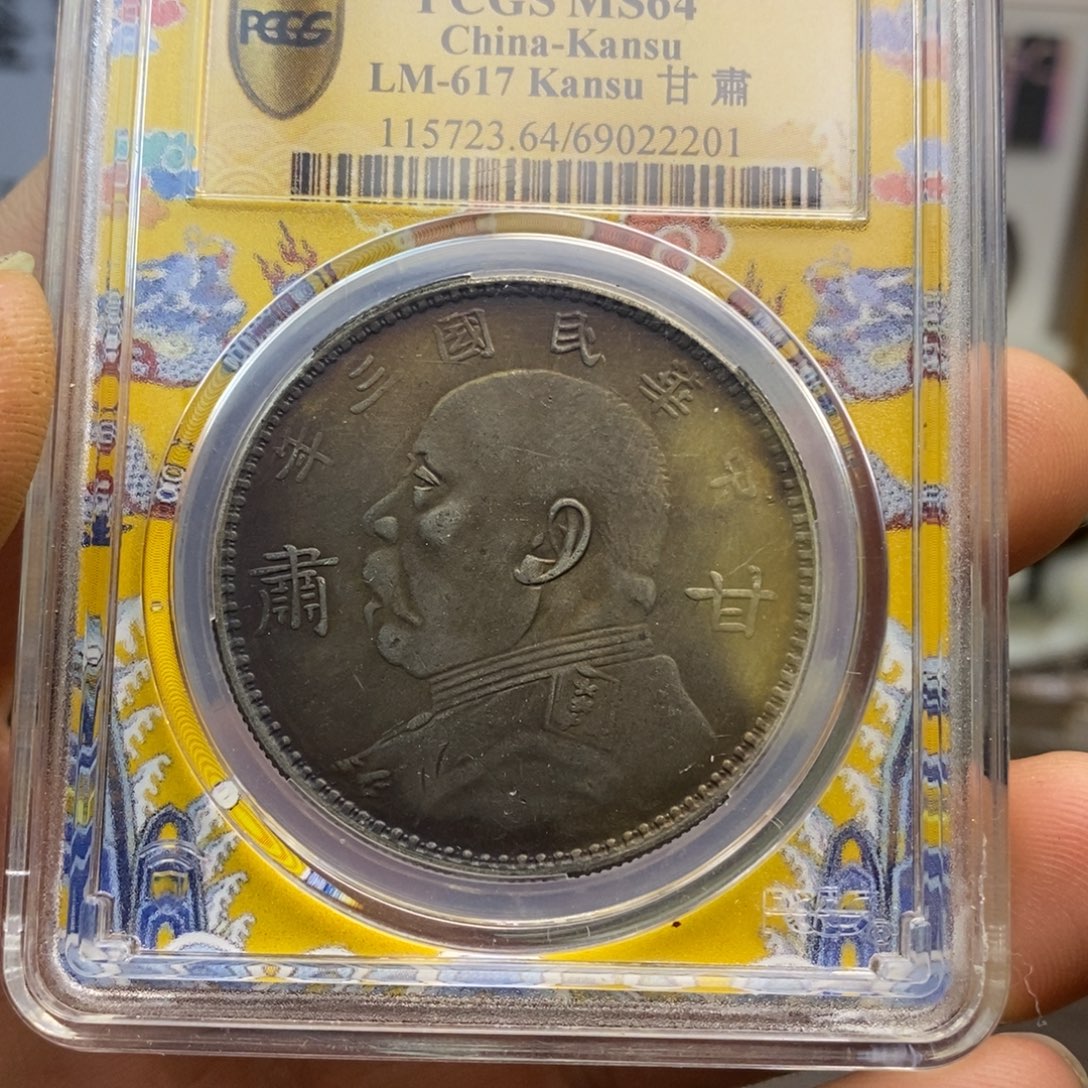 PCGS
PCGS MS64
China-Kansu
LM-617 Kansu 甘 肅
115723.64/69022201
中華民國三年
甘肅